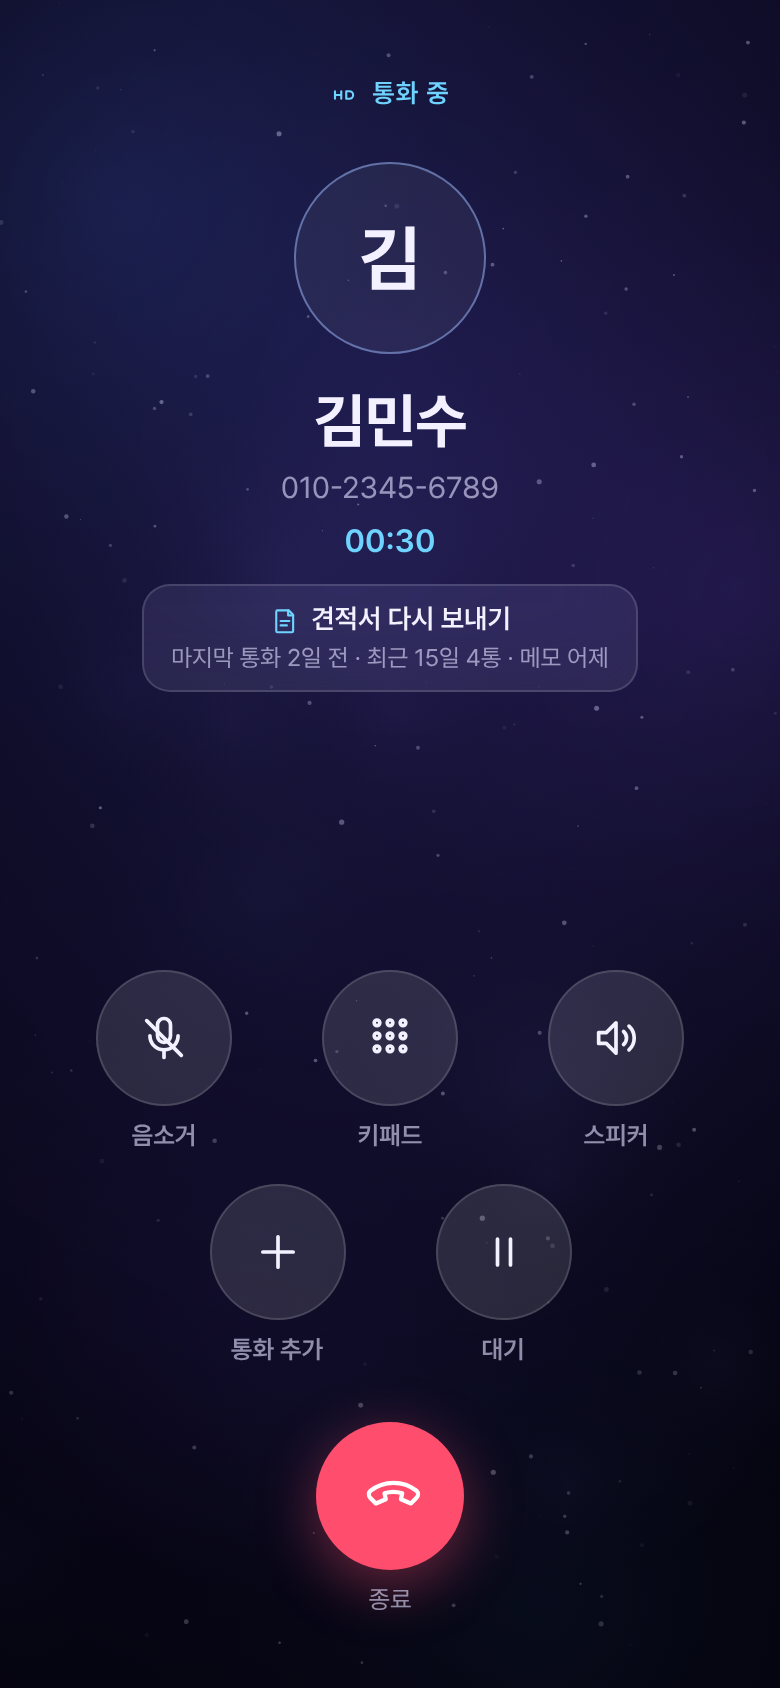 HD 통화 중
김
김민수
010-2345-6789
00:30
견적서 다시 보내기
마지막 통화 2일 전 · 최근 15일 4통 · 메모 어제
음소거 키패드 스피커
통화 추가 대기
종료